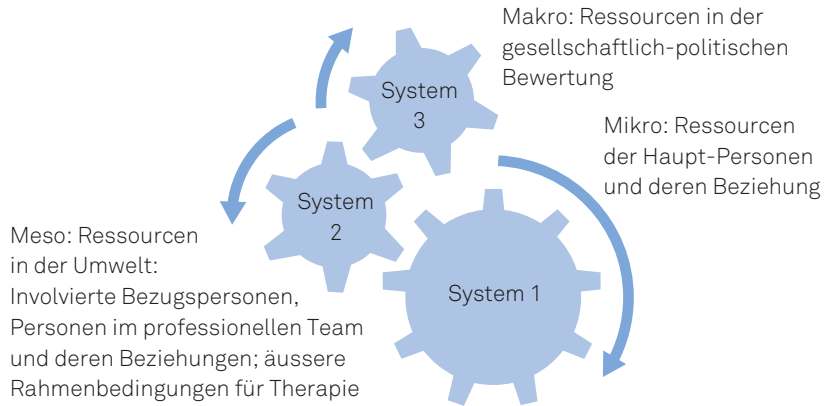 Makro: Ressourcen in der
gesellschaftlich-politischen
Bewertung
System
3
Mikro: Ressourcen
der Haupt-Personen
und deren Beziehung
System
2
Meso: Ressourcen
in der Umwelt:
Involvierte Bezugspersonen,
Personen im professionellen Team
und deren Beziehungen; äussere
Rahmenbedingungen für Therapie
System 1